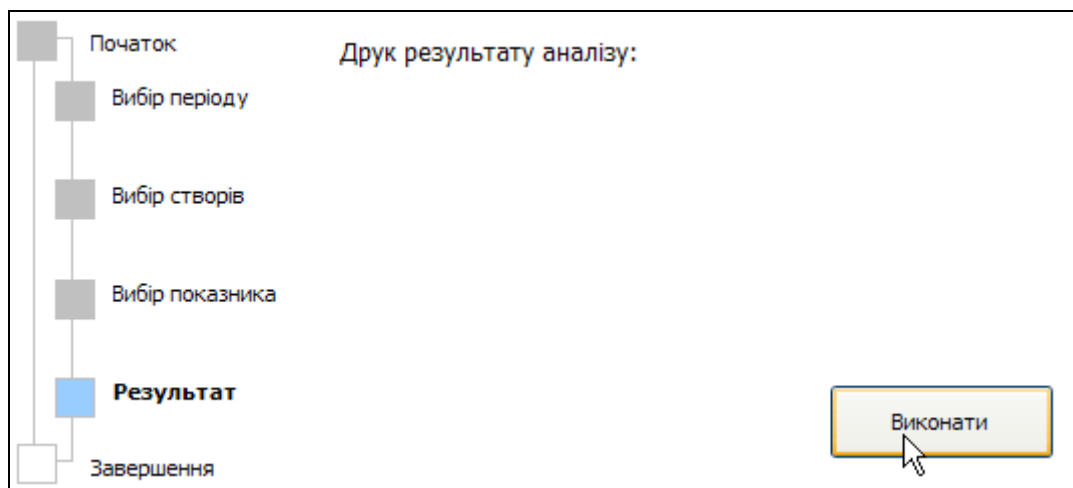 Початок
Друк результату аналізу:
Вибір періоду
Вибір створів
Вибір показника
Результат
Виконати
Завершення